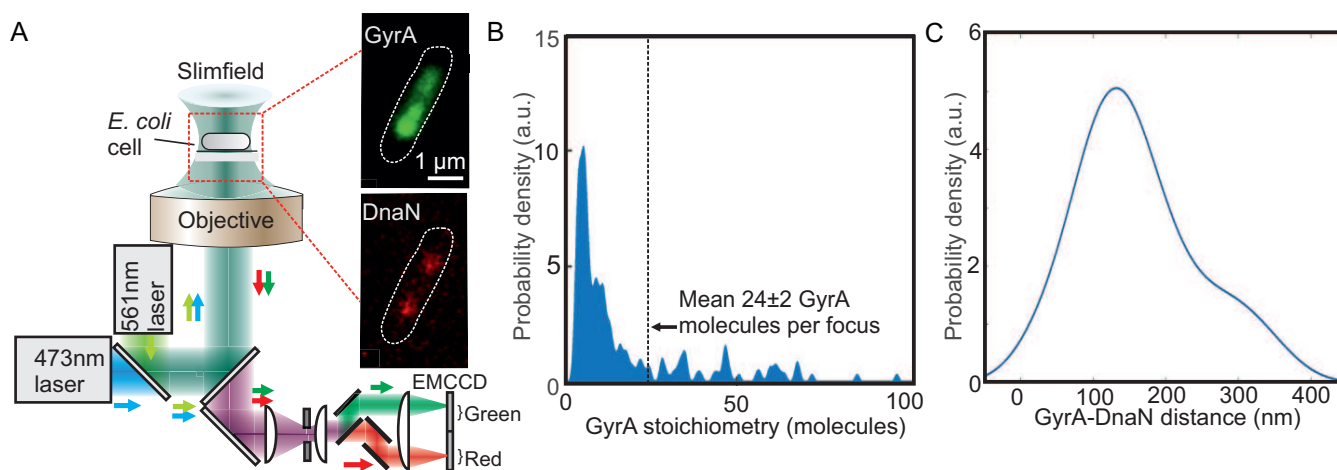 A
Slimfield
E. coli
cell
Objective
561nm
laser
473nm
laser
GyrA
1 µm
DnaN
EMCCD
}Green
}Red
B
Probability density (a.u.)
15
10
5
0
Mean 24±2 GyrA
molecules per focus
0
50
100
GyrA stoichiometry (molecules)
C
Probability density (a.u.)
6
4
2
0
0
100
200
300
400
GyrA-DnaN distance (nm)